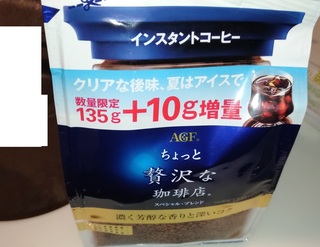 インスタントコーヒー
クリアな後味、夏はアイスで
数量限定
135g+10g増量
AGF
ちょっと
贅沢な
珈琲店®
スペシャル・ブレンド
濃く芳醇な香りと深いコク